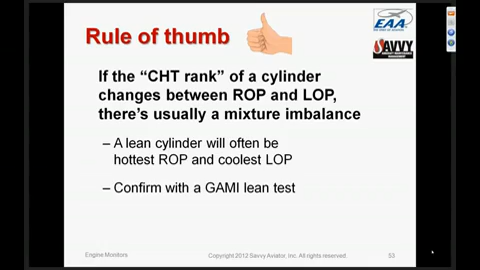 Rule of thumb
EAA
SAVVY
If the “CHT rank” of a cylinder
changes between ROP and LOP,
there’s usually a mixture imbalance
– A lean cylinder will often be
hottest ROP and coolest LOP
– Confirm with a GAMI lean test
Engine Monitors
Copyright 2012 Savvy Aviator, Inc. All rights reserved.
53